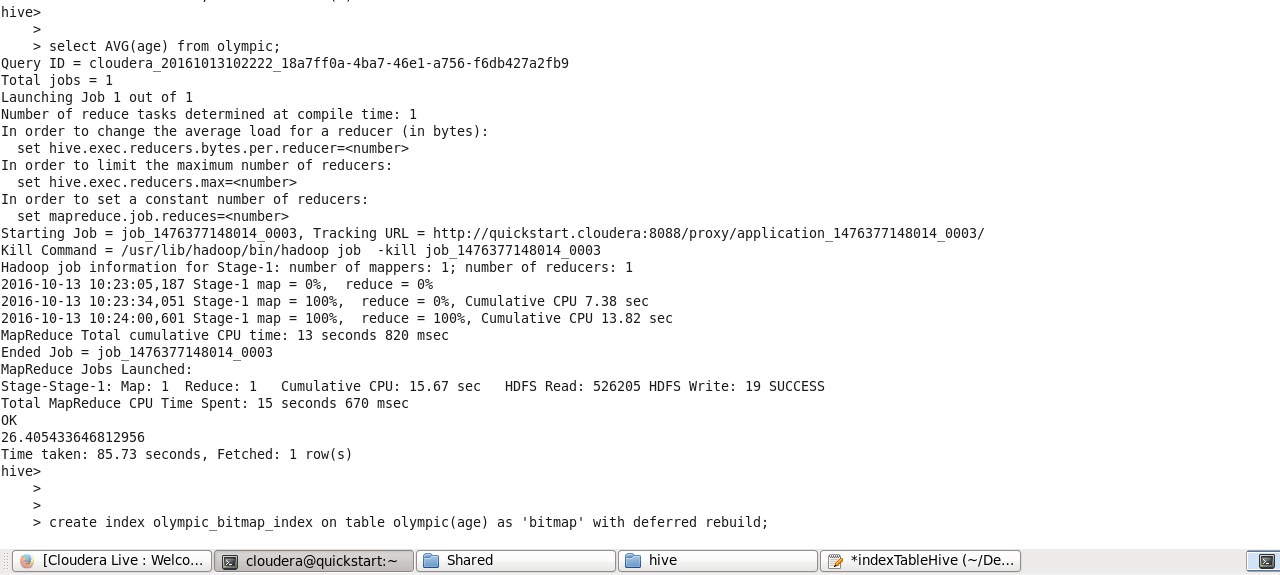 hive>
    >
    > select AVG(age) from olympic;
Query ID = cloudera_20161013102222_18a7ff0a-4ba7-46e1-a756-f6db427a2fb9
Total jobs = 1
Launching Job 1 out of 1
Number of reduce tasks determined at compile time: 1
In order to change the average load for a reducer (in bytes):
  set hive.exec.reducers.bytes.per.reducer=<number>
In order to limit the maximum number of reducers:
  set hive.exec.reducers.max=<number>
In order to set a constant number of reducers:
  set mapreduce.job.reduces=<number>
Starting Job = job_1476377148014_0003, Tracking URL = http://quickstart.cloudera:8088/proxy/application_1476377148014_0003/
Kill Command = /usr/lib/hadoop/bin/hadoop job  -kill job_1476377148014_0003
Hadoop job information for Stage-1: number of mappers: 1; number of reducers: 1
2016-10-13 10:23:05,187 Stage-1 map = 0%,  reduce = 0%
2016-10-13 10:23:34,051 Stage-1 map = 100%,  reduce = 0%, Cumulative CPU 7.38 sec
2016-10-13 10:24:00,601 Stage-1 map = 100%,  reduce = 100%, Cumulative CPU 13.82 sec
MapReduce Total cumulative CPU time: 13 seconds 820 msec
Ended Job = job_1476377148014_0003
MapReduce Jobs Launched:
Stage-Stage-1: Map: 1  Reduce: 1   Cumulative CPU: 15.67 sec   HDFS Read: 526205 HDFS Write: 19 SUCCESS
Total MapReduce CPU Time Spent: 15 seconds 670 msec
OK
26.405433646812956
Time taken: 85.73 seconds, Fetched: 1 row(s)
hive>
    >
    >
    > create index olympic_bitmap_index on table olympic(age) as 'bitmap' with deferred rebuild;
[Cloudera Live : Welco... cloudera@quickstart:~ Shared hive *indexTableHive (~/De...